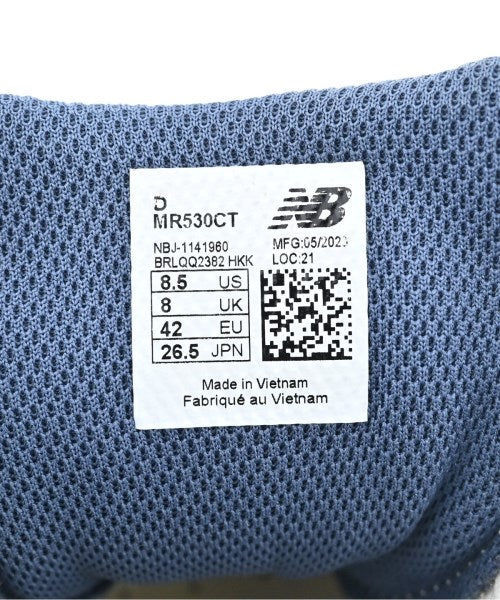 D
MR530CT
NB
NBJ-1141960
BRLQQ2382 HKK
MFG:05/2023
LOC:21
8.5 US
8 UK
42 EU
26.5 JPN
Made in Vietnam
Fabriqué au Vietnam